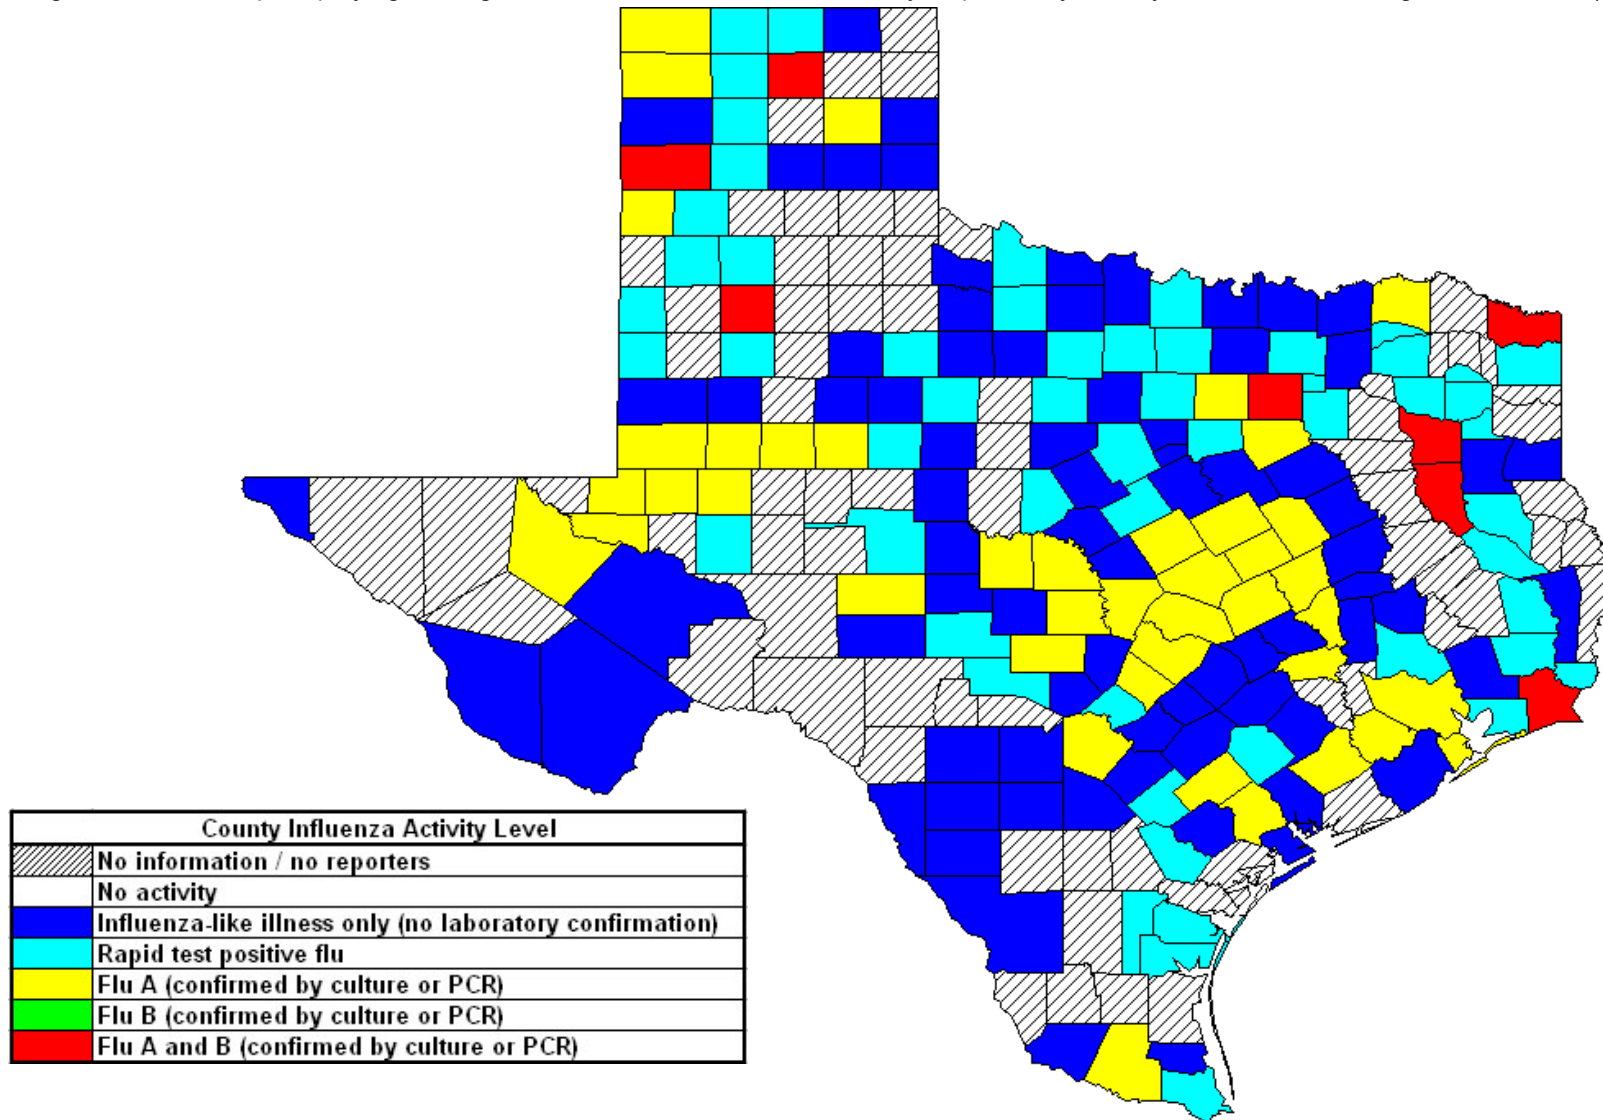 County Influenza Activity Level
No information / no reporters
No activity
Influenza-like illness only (no laboratory confirmation)
Rapid test positive flu
Flu A (confirmed by culture or PCR)
Flu B (confirmed by culture or PCR)
Flu A and B (confirmed by culture or PCR)